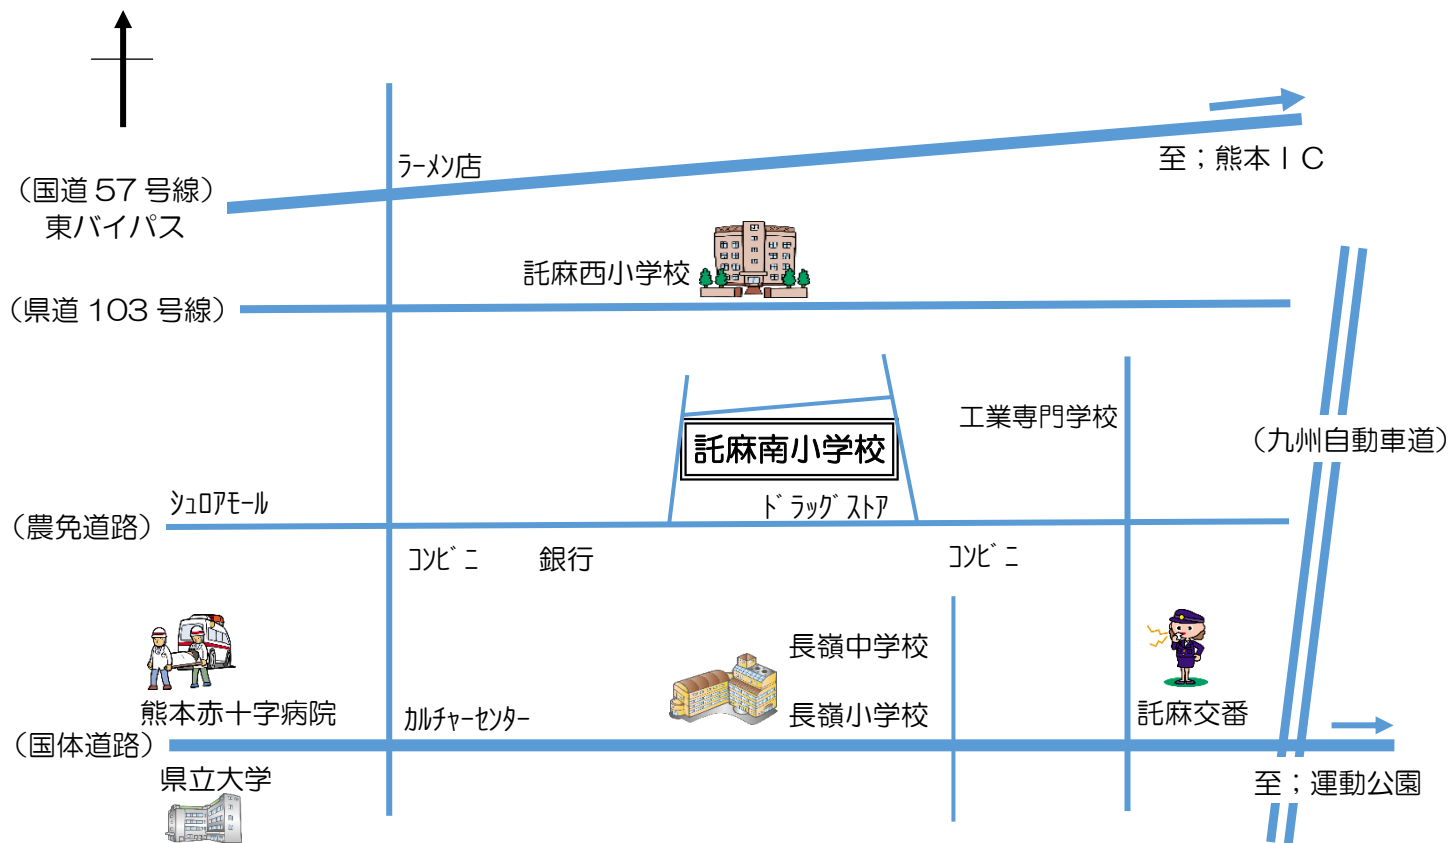 ﾗｰﾒﾝ店
至；熊本ＩＣ
（国道 57 号線）
東バイパス
託麻西小学校
（県道 103 号線）
工業専門学校
（九州自動車道）
託麻南小学校
ｼｭﾛｱﾓｰﾙ
ﾄﾞﾗｯｸﾞｽﾄｱ
（農免道路）
ｺﾝﾋﾞﾆ
銀行
ｺﾝﾋﾞﾆ
長嶺中学校
熊本赤十字病院
ｶﾙﾁｬｰｾﾝﾀｰ
長嶺小学校
託麻交番
（国体道路）
県立大学
至；運動公園